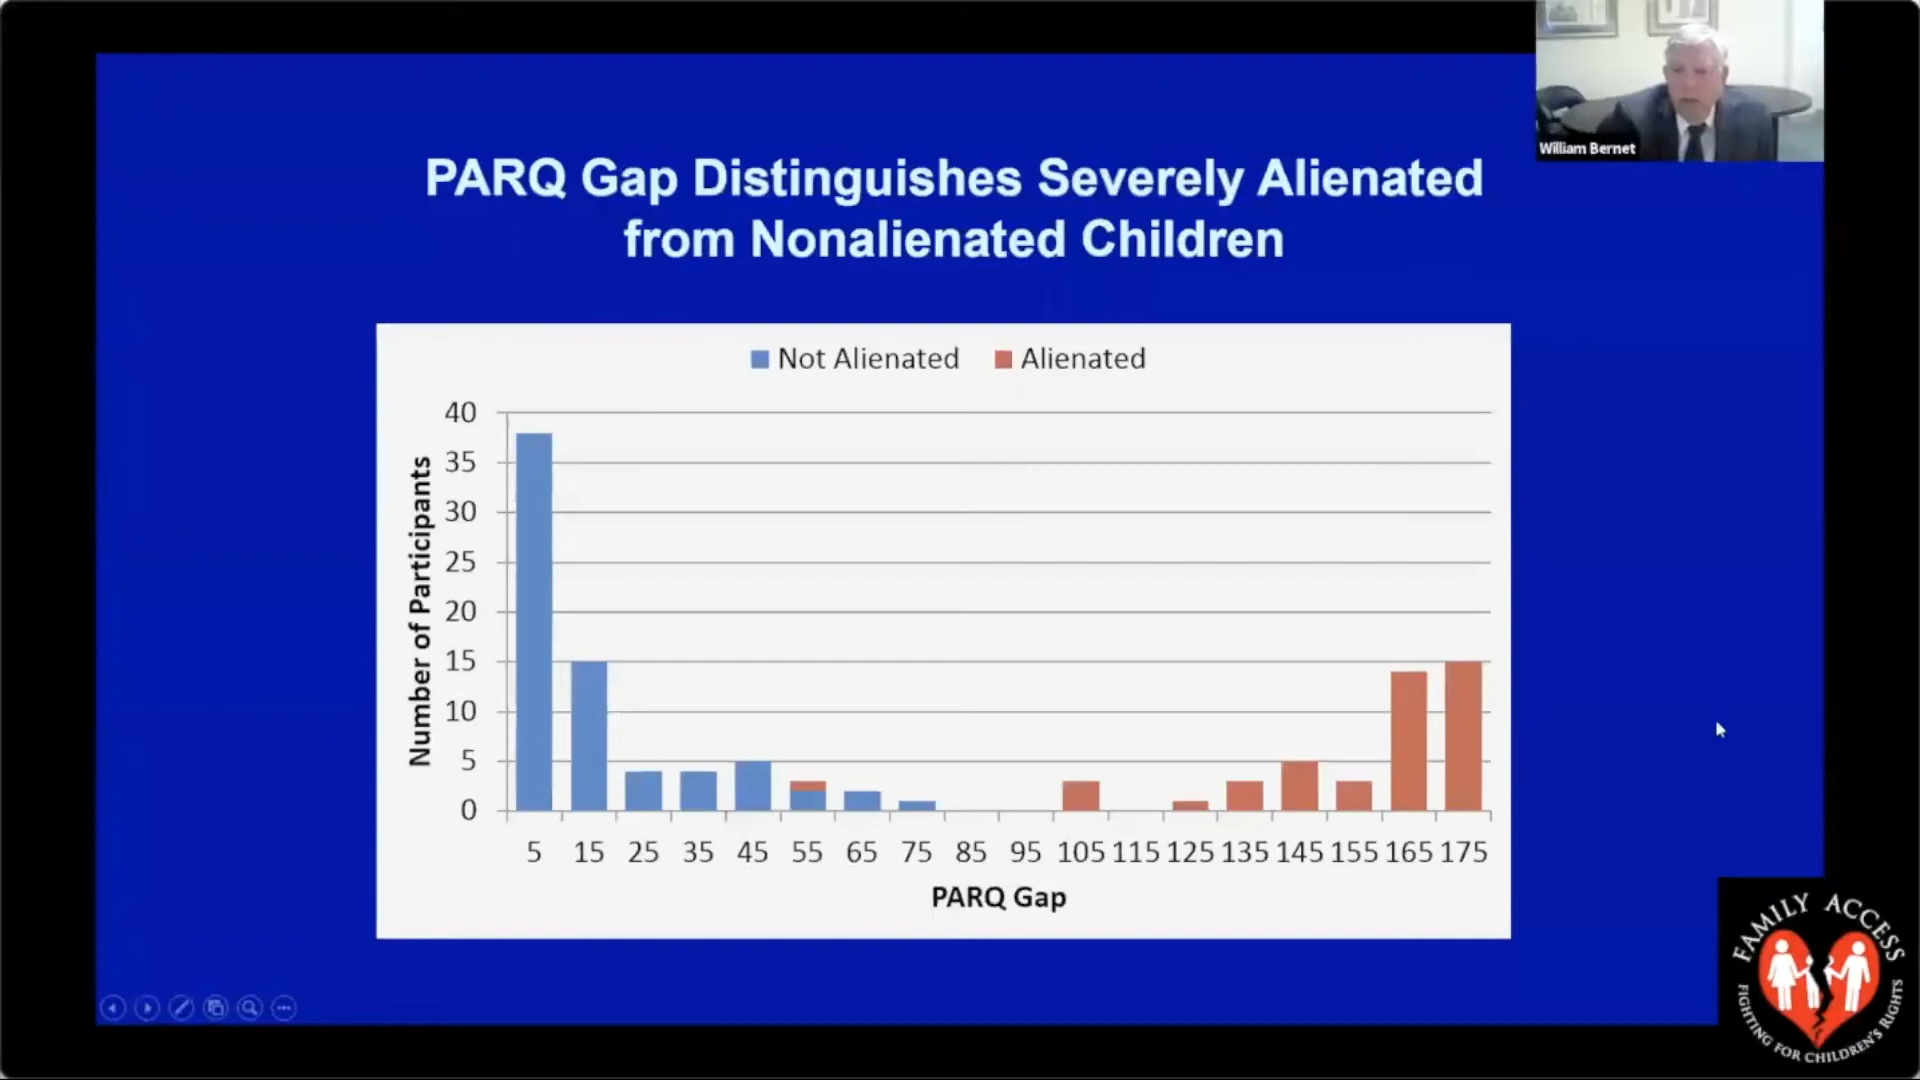 William Bernet
PARQ Gap Distinguishes Severely Alienated
from Nonalienated Children
Not Alienated Alienated
40
35
30
25
20
15
10
5
0
Number of Participants
5 15 25 35 45 55 65 75 85 95 105 115 125 135 145 155 165 175
PARQ Gap
FAMILY ACCESS
FIGHTING FOR CHILDREN'S RIGHTS